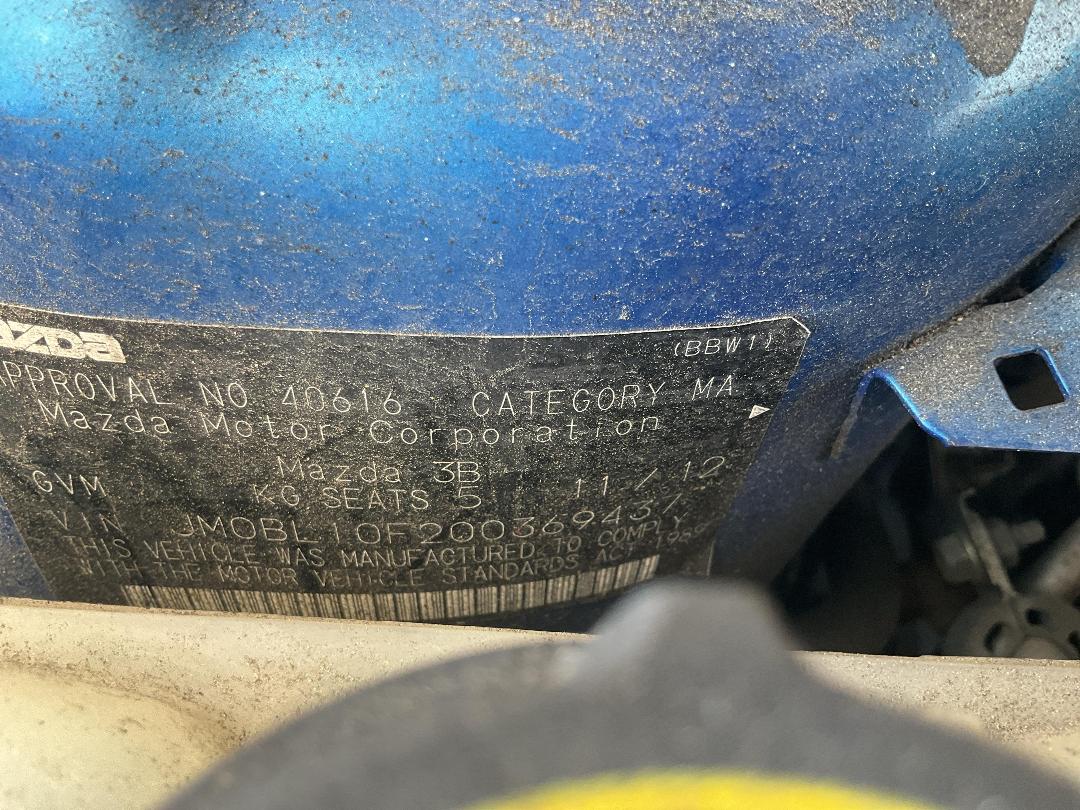 mazda
(BBW1)
APPROVAL NO 40616 CATEGORY MA
Mazda Motor Corporation
Mazda 3B
GVM KG SEATS 5 11 / 12
VIN JM0BL10F200369437
THIS VEHICLE WAS MANUFACTURED TO COMPLY
WITH THE MOTOR VEHICLE STANDARDS ACT 1989